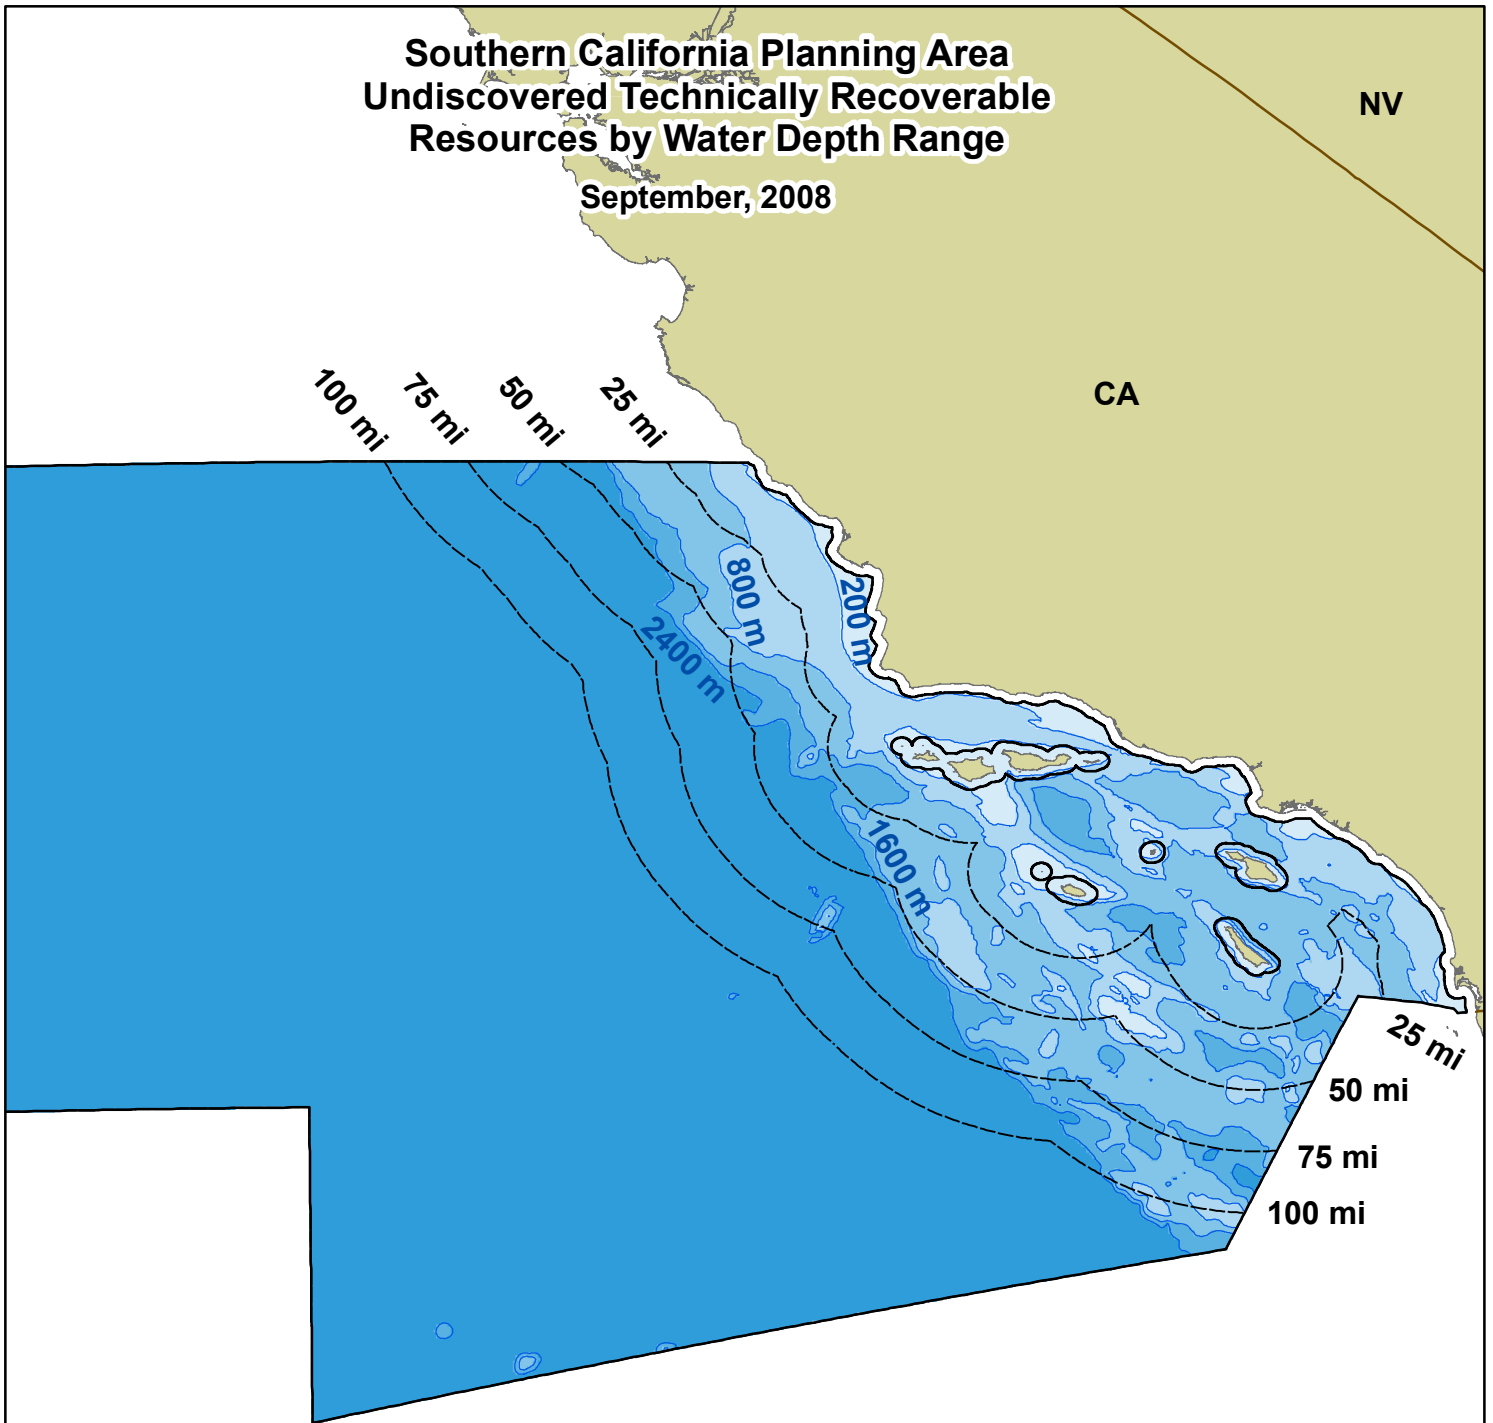 Southern California Planning Area
Undiscovered Technically Recoverable
Resources by Water Depth Range
September, 2008
NV
CA
100 mi
75 mi
50 mi
25 mi
800 m
200 m
2400 m
1600 m
25 mi
50 mi
75 mi
100 mi